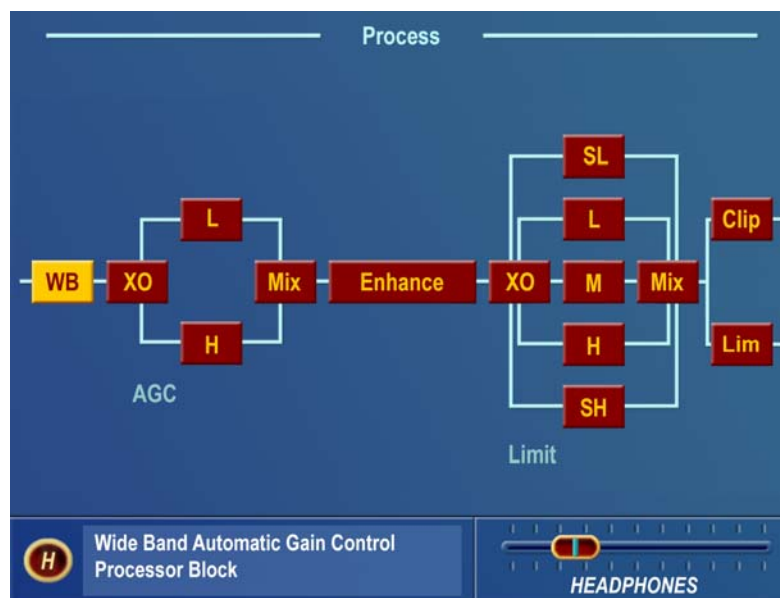 Process
SL
L
L
Clip
WB
XO
Mix
Enhance
XO
M
Mix
H
H
Lim
AGC
SH
Limit
H
Wide Band Automatic Gain Control
Processor Block
HEADPHONES